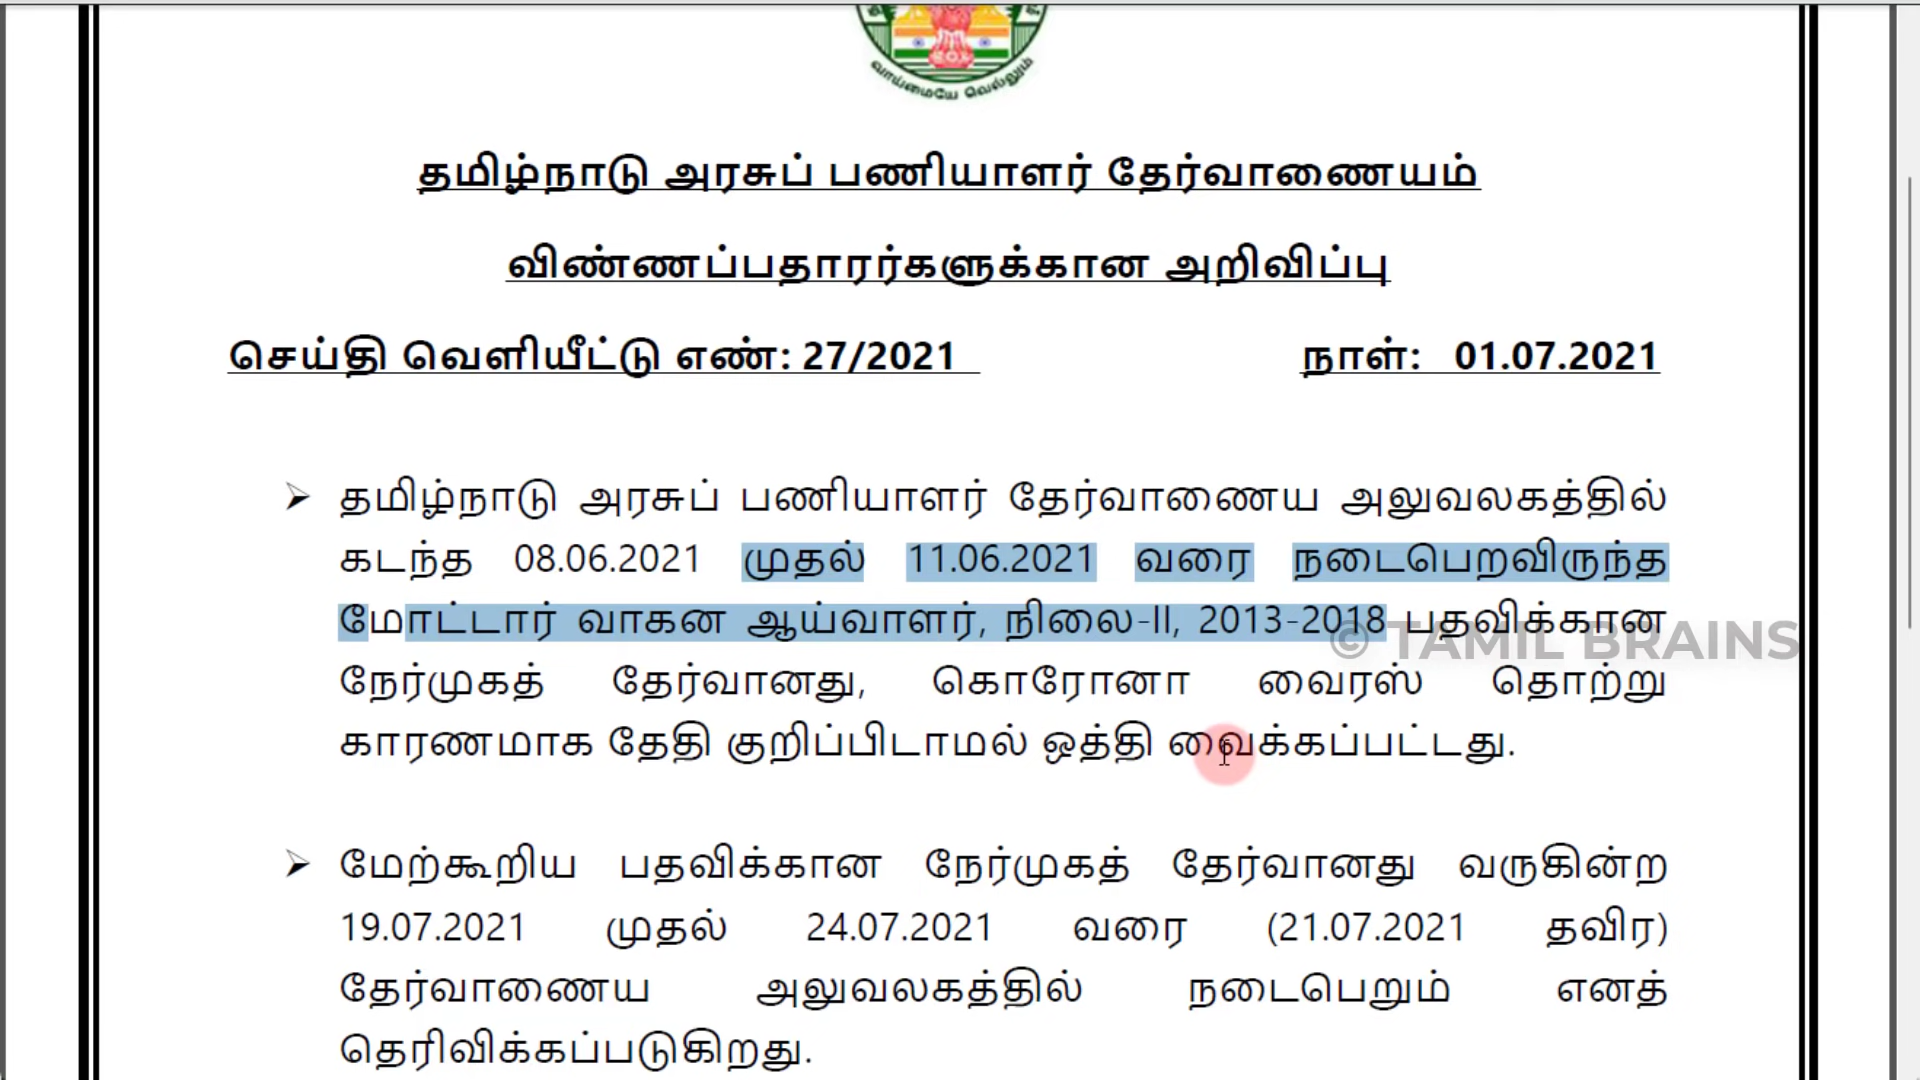 வாய்மையே வெல்லும்
தமிழ்நாடு அரசுப் பணியாளர் தேர்வாணையம்
விண்ணப்பதாரர்களுக்கான அறிவிப்பு
செய்தி வெளியீட்டு எண்: 27/2021 நாள்: 01.07.2021
➢ தமிழ்நாடு அரசுப் பணியாளர் தேர்வாணைய அலுவலகத்தில்
கடந்த 08.06.2021 முதல் 11.06.2021 வரை நடைபெறவிருந்த
மோட்டார் வாகன ஆய்வாளர், நிலை-II, 2013-2018 பதவிக்கான
© TAMIL BRAINS
நேர்முகத் தேர்வானது, கொரோனா வைரஸ் தொற்று
காரணமாக தேதி குறிப்பிடாமல் ஒத்தி வைக்கப்பட்டது.
➢ மேற்கூறிய பதவிக்கான நேர்முகத் தேர்வானது வருகின்ற
19.07.2021 முதல் 24.07.2021 வரை (21.07.2021 தவிர)
தேர்வாணைய அலுவலகத்தில் நடைபெறும் எனத்
தெரிவிக்கப்படுகிறது.